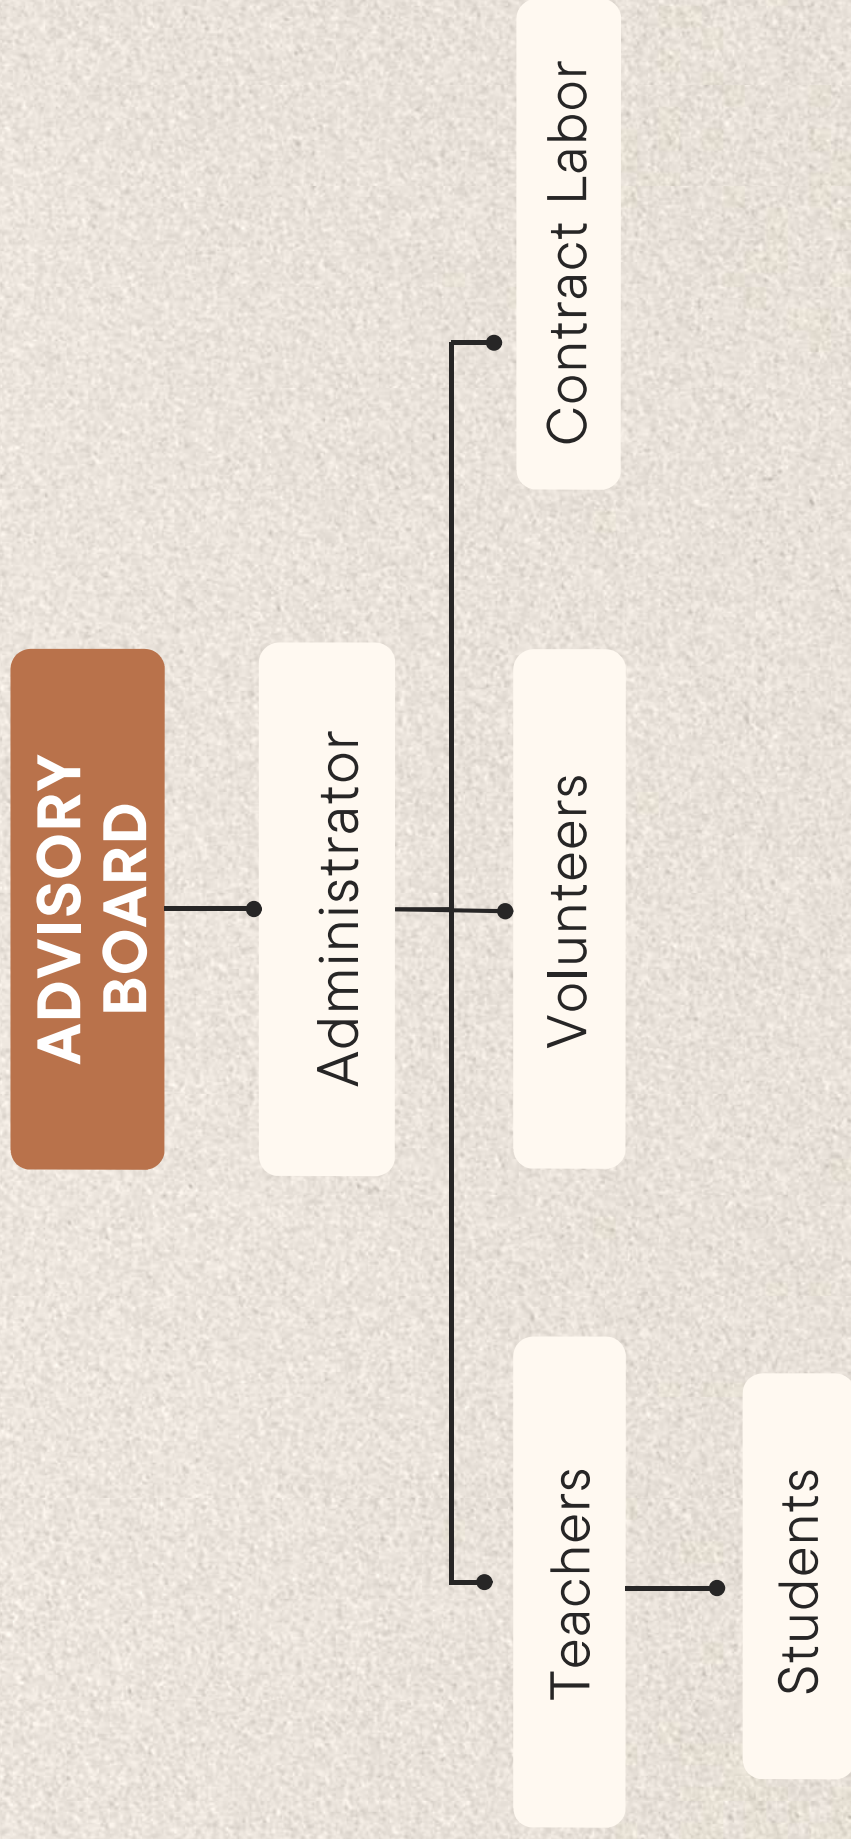 ADVISORY
BOARD
Administrator
Teachers
Volunteers
Contract Labor
Students